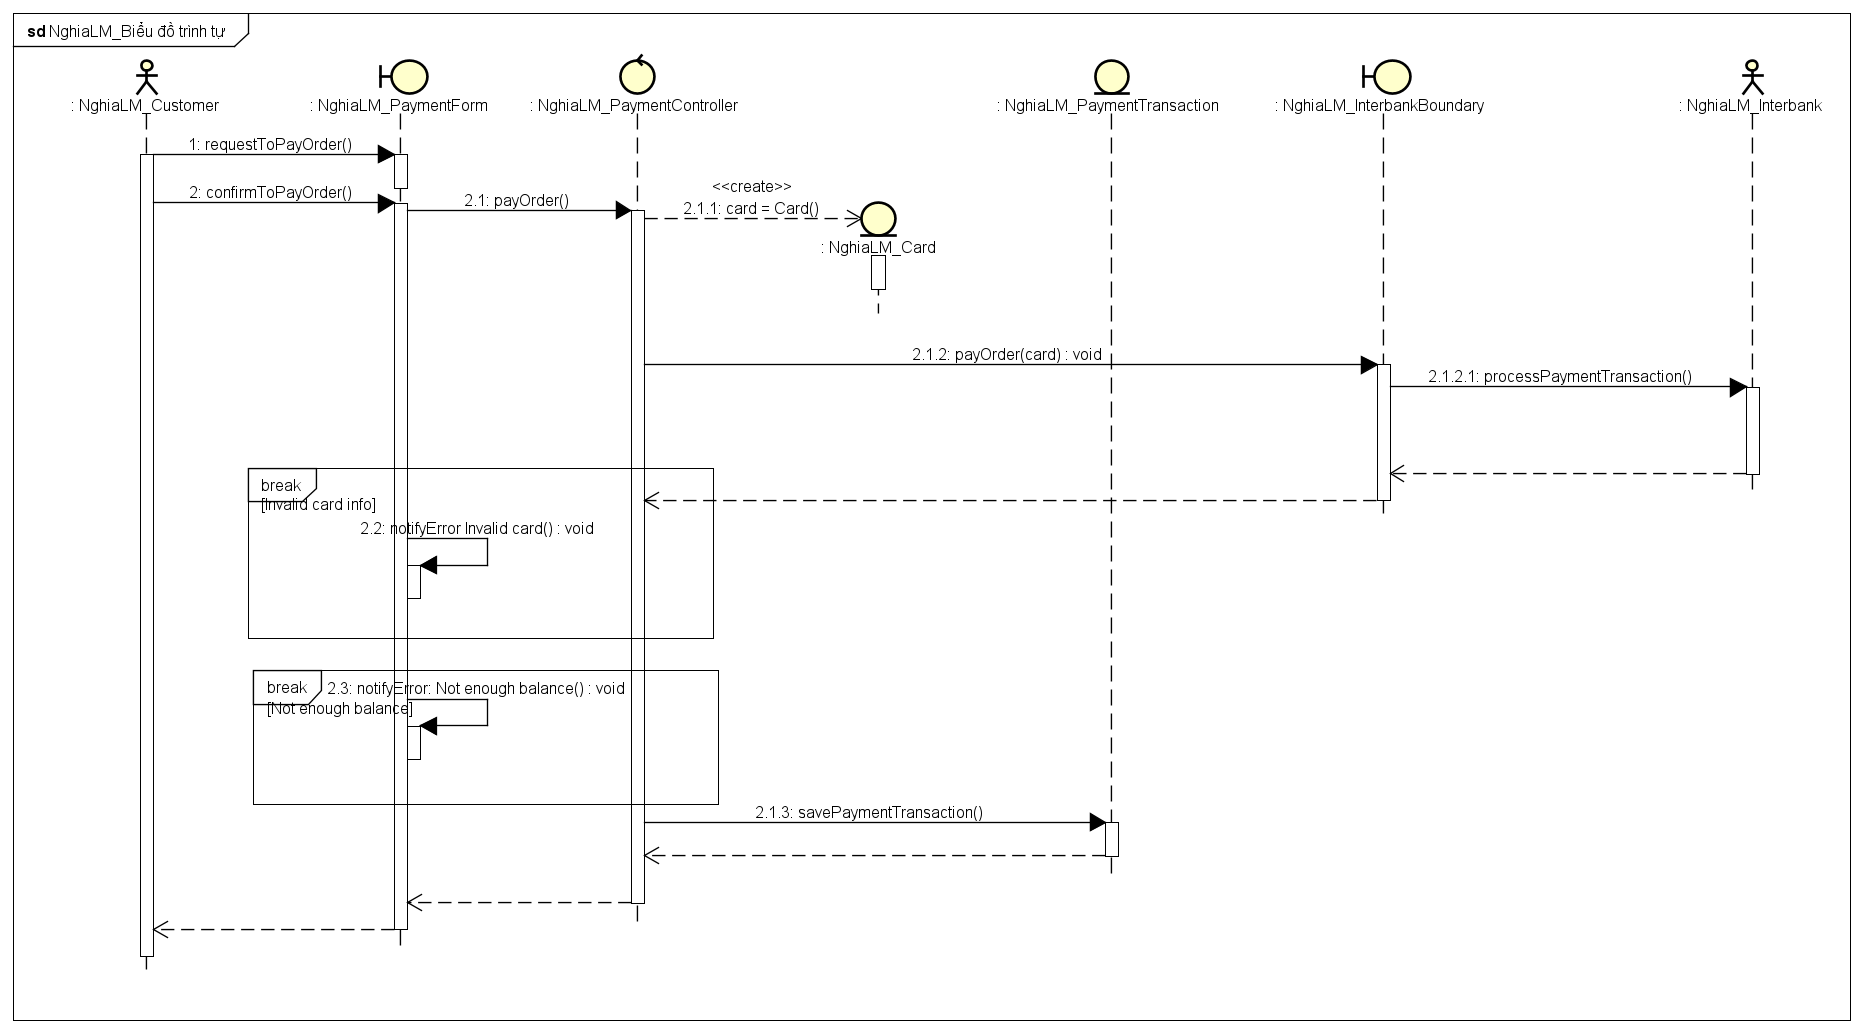 sd NghiaLM_Biểu đồ trình tự
: NghiaLM_Customer
: NghiaLM_PaymentForm
: NghiaLM_PaymentController
: NghiaLM_PaymentTransaction
: NghiaLM_InterbankBoundary
: NghiaLM_Interbank
1: requestToPayOrder()
2: confirmToPayOrder()
2.1: payOrder()
<<create>>
2.1.1: card = Card()
: NghiaLM_Card
2.1.2: payOrder(card) : void
2.1.2.1: processPaymentTransaction()
break
[Invalid card info]
2.2: notifyError Invalid card() : void
break
2.3: notifyError: Not enough balance() : void
[Not enough balance]
2.1.3: savePaymentTransaction()